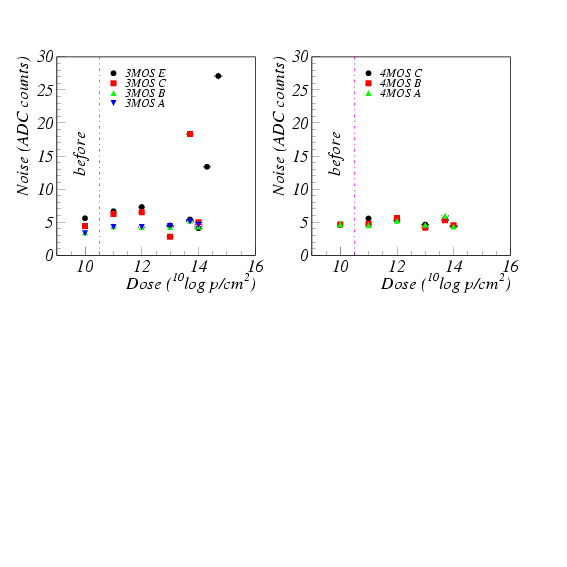 Noise (ADC counts)
30
25
20
15
10
5
0
before
3MOS E
3MOS C
3MOS B
3MOS A
10 12 14 16
Dose (¹⁰log p/cm²)
Noise (ADC counts)
30
25
20
15
10
5
0
before
4MOS C
4MOS B
4MOS A
10 12 14 16
Dose (¹⁰log p/cm²)